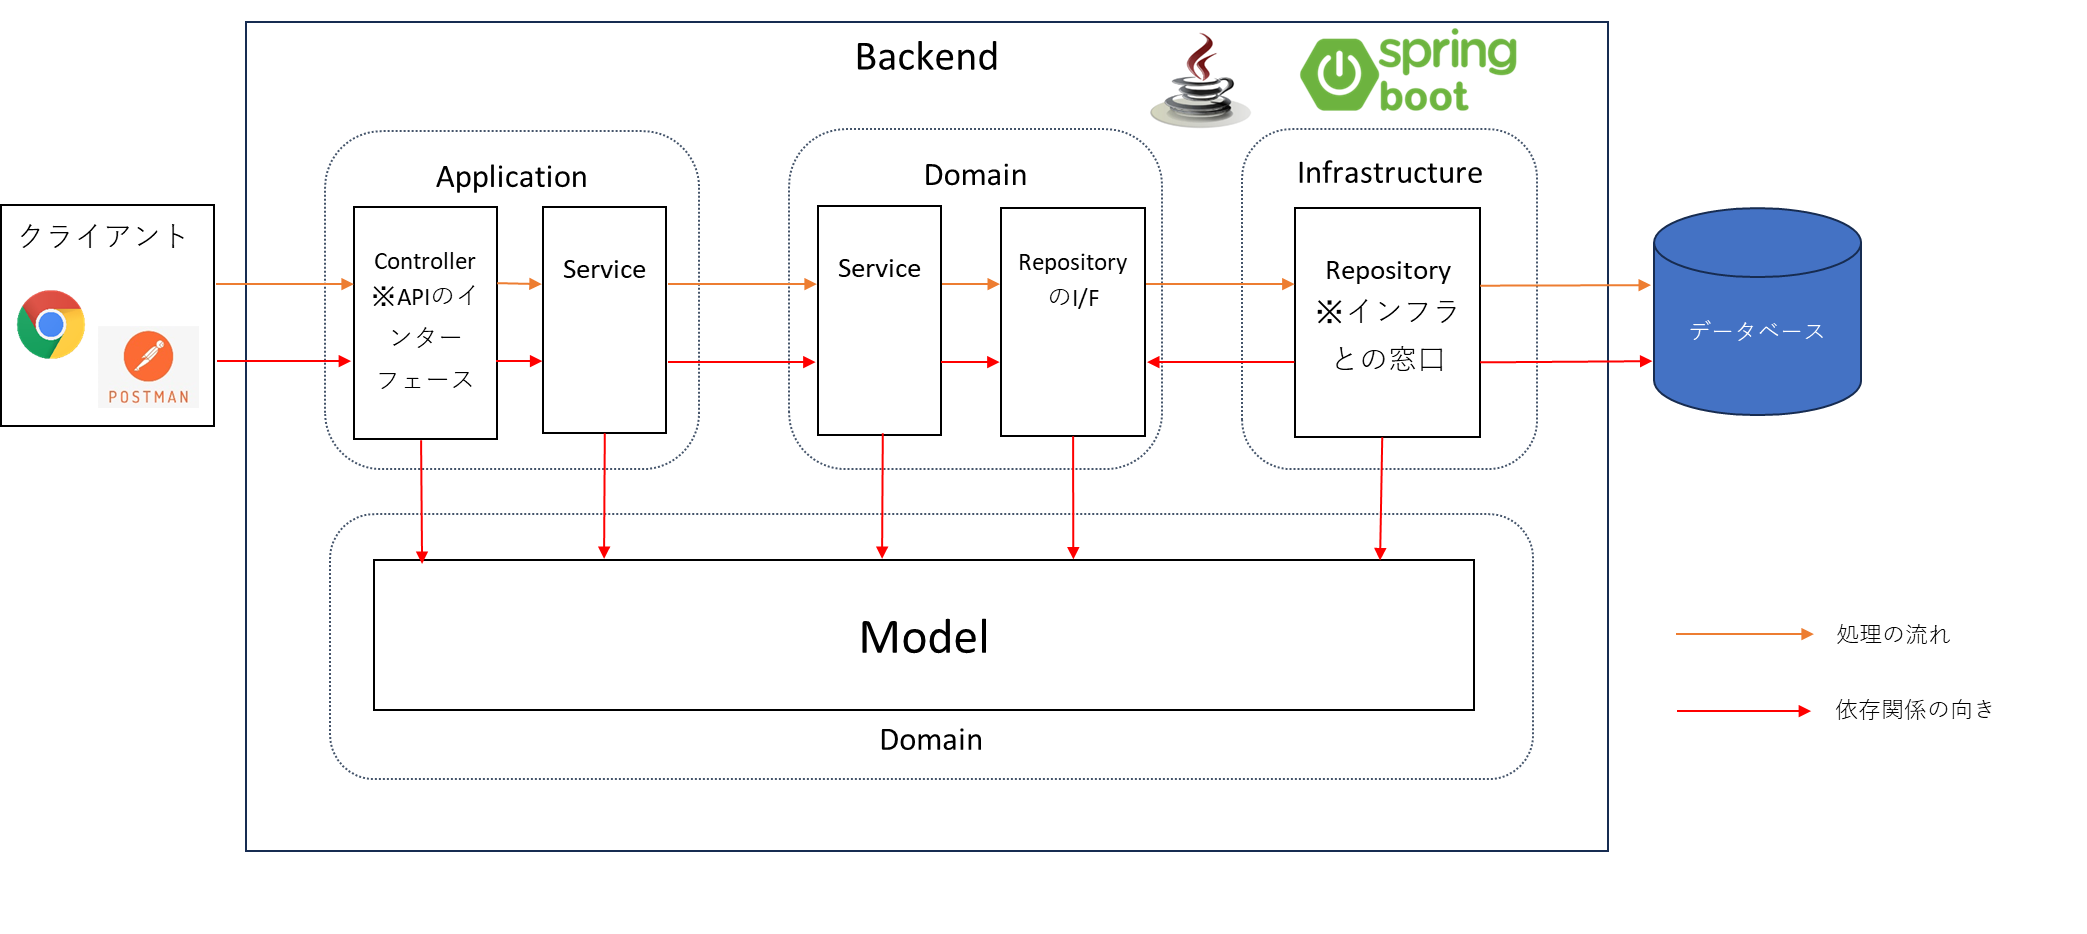 Backend
spring
boot
Application
Domain
Infrastructure
クライアント
POSTMAN
Controller
※APIのイ
ンター
フェース
Service
Service
Repository
のI/F
Repository
※インフラ
との窓口
データベース
Model
Domain
処理の流れ
依存関係の向き